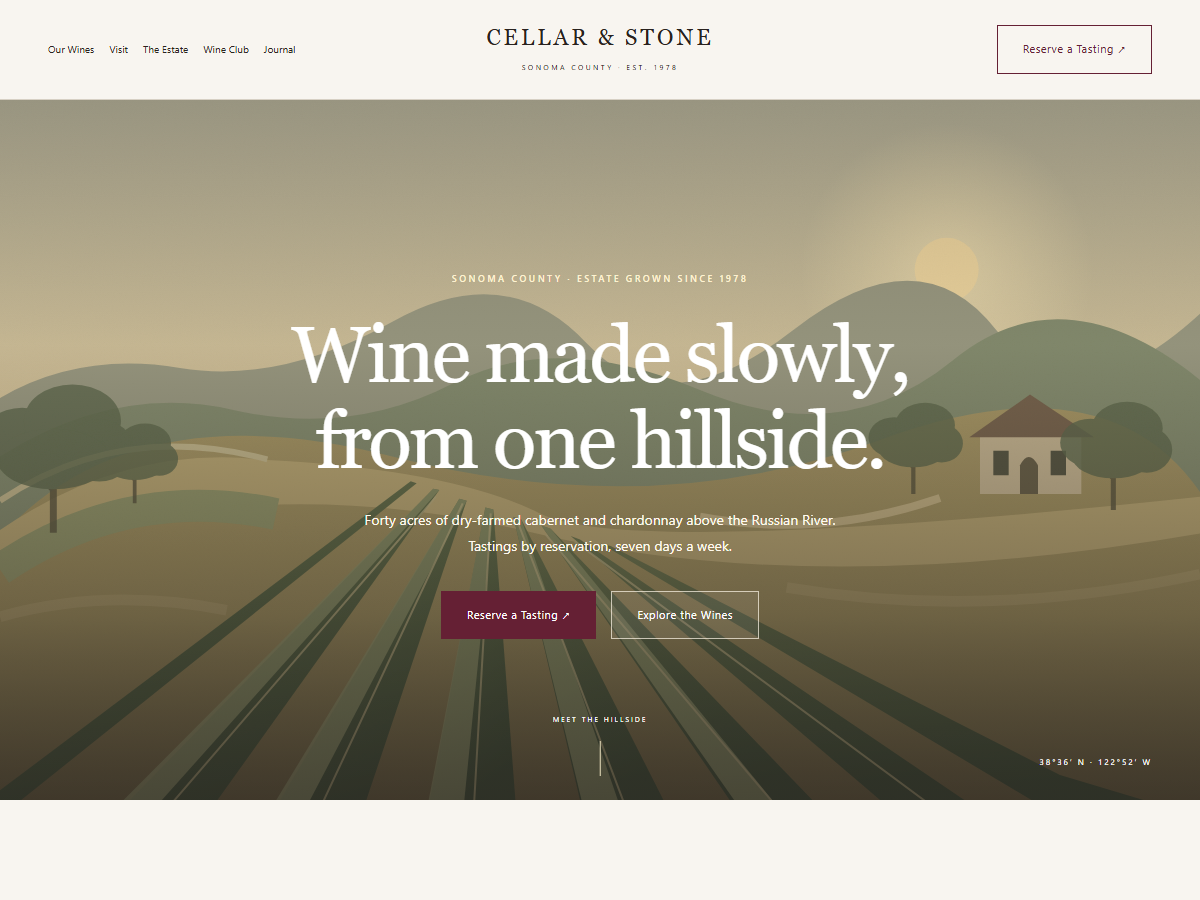 Our Wines Visit The Estate Wine Club Journal
CELLAR & STONE
SONOMA COUNTY · EST. 1978
Reserve a Tasting ↗
SONOMA COUNTY · ESTATE GROWN SINCE 1978
Wine made slowly,
from one hillside.
Forty acres of dry-farmed cabernet and chardonnay above the Russian River.
Tastings by reservation, seven days a week.
Reserve a Tasting ↗
Explore the Wines
MEET THE HILLSIDE
38°36′ N · 122°52′ W